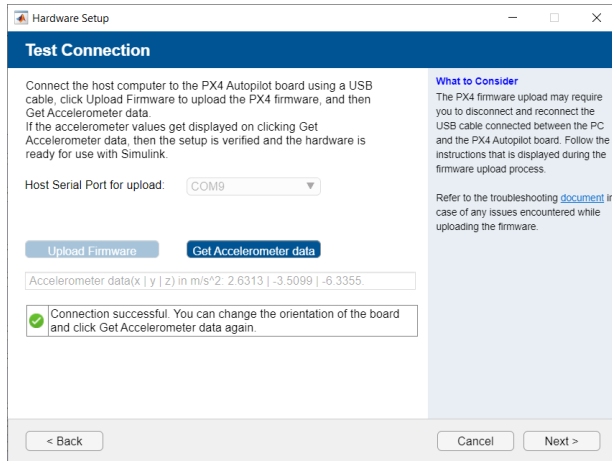 Hardware Setup
Test Connection
Connect the host computer to the PX4 Autopilot board using a USB
cable, click Upload Firmware to upload the PX4 firmware, and then
Get Accelerometer data.
If the accelerometer values get displayed on clicking Get
Accelerometer data, then the setup is verified and the hardware is
ready for use with Simulink.
Host Serial Port for upload:
COM9
Upload Firmware
Get Accelerometer data
Accelerometer data(x | y | z) in m/s^2: 2.6313 | -3.5099 | -6.3355
Connection successful. You can change the orientation of the board
and click Get Accelerometer data again.
What to Consider
The PX4 firmware upload may require
you to disconnect and reconnect the
USB cable connected between the PC
and the PX4 Autopilot board. Follow the
instructions that is displayed during the
firmware upload process.
Refer to the troubleshooting document in
case of any issues encountered while
uploading the firmware.
< Back
Cancel
Next >